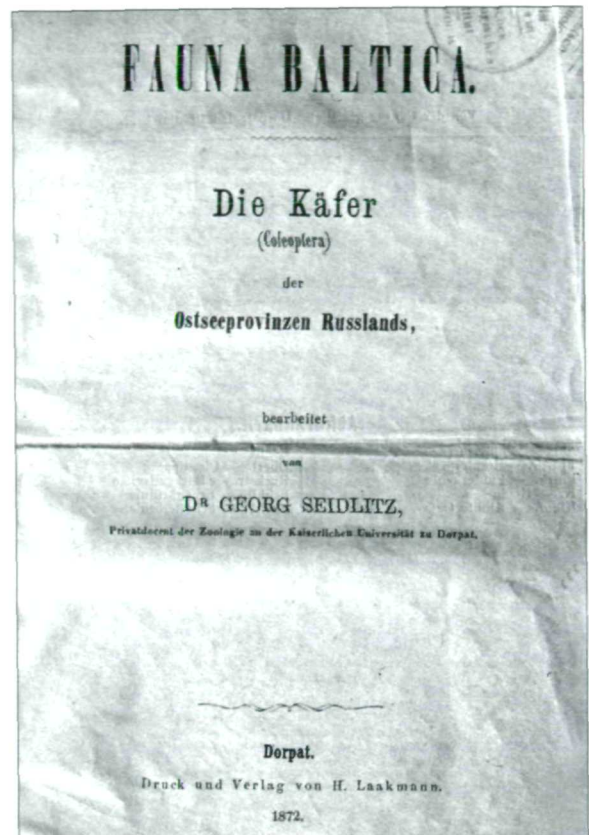 FAUNA BALTICA.
Die Käfer
(Coleoptera)
der
Ostseeprovinzen Russlands,
bearbeitet
von
DR GEORG SEIDLITZ,
Privatdocent der Zoologie an der Kaiserlichen Universität zu Dorpat.
Dorpat.
Druck und Verlag von H. Laakmann.
1872.